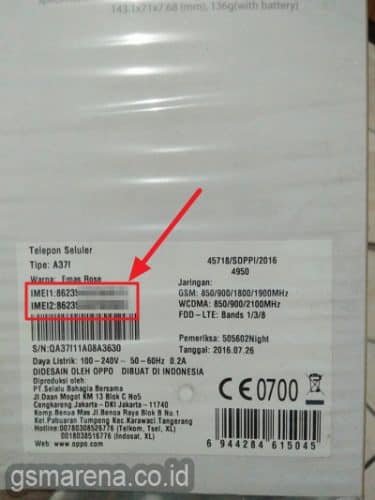 143.1x71x7.68 (mm), 136g(with battery)
Telepon Seluler
Tipe: A37f
Warna: Emas Rose
IMEI1:8623
IMEI2:8623
S/N:QA37f11A08A3630
Daya Listrik: 100-240V~ 50-60Hz 0.2A
DIDESAIN OLEH OPPO DIBUAT DI INDONESIA
Diproduksi oleh:
PT.Selalu Bahagia Bersama
Jl.Daan Mogot KM 13 Blok C No5
Cengkareng Jakarta - DKI Jakarta - 11740
Komp.Benua Mas Jl.Benua Raya Blok B No.1
Kel.Pabuaran Tumpeng Kec.Karawaci.Tangerang
Hotline:00780308526776 (Telkom, Tsel, XL)
0018038516776 (Indosat, XL)
Web: www.oppo.com
45718/SDPPI/2016
4950
Jaringan:
GSM: 850/900/1800/1900MHz
WCDMA: 850/900/2100MHz
FDD-LTE: Bands 1/3/8
Pemeriksa: 505602Night
Tanggal: 2016.07.26
CE0700
6 944284 615045
gsmarena.co.id